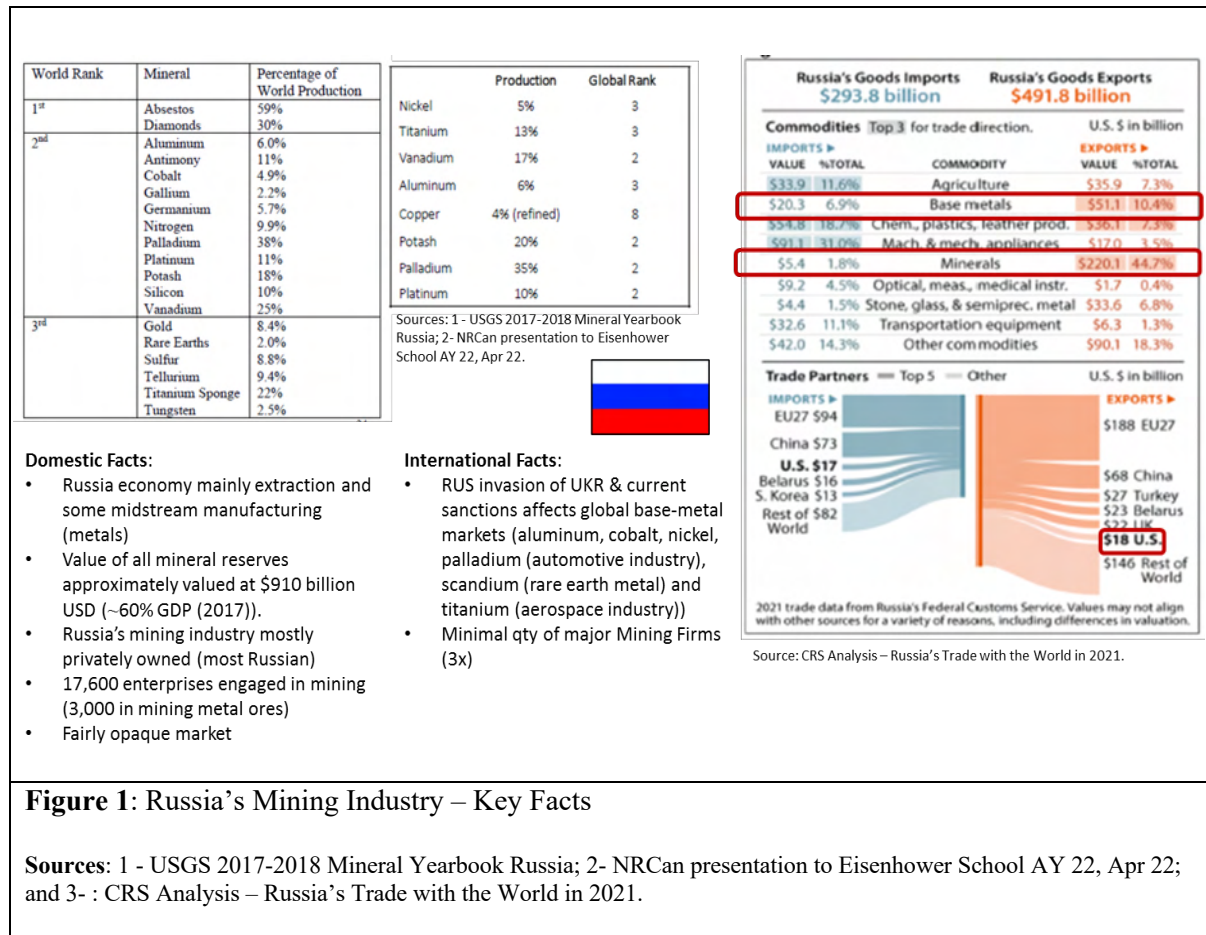 World Rank Mineral Percentage of
World Production
1st Absestos 59%
Diamonds 30%
2nd Aluminum 6.0%
Antimony 11%
Cobalt 4.9%
Gallium 2.2%
Germanium 5.7%
Nitrogen 9.9%
Palladium 38%
Platinum 11%
Potash 18%
Silicon 10%
Vanadium 25%
3rd Gold 8.4%
Rare Earths 2.0%
Sulfur 8.8%
Tellurium 9.4%
Titanium Sponge 22%
Tungsten 2.5%
Production Global Rank
Nickel 5% 3
Titanium 13% 3
Vanadium 17% 2
Aluminum 6% 3
Copper 4% (refined) 8
Potash 20% 2
Palladium 35% 2
Platinum 10% 2
Sources: 1 - USGS 2017-2018 Mineral Yearbook
Russia; 2- NRCan presentation to Eisenhower
School AY 22, Apr 22.
Russia's Goods Imports Russia's Goods Exports
$293.8 billion $491.8 billion
Commodities Top 3 for trade direction. U.S. $ in billion
IMPORTS ▶ EXPORTS ▶
VALUE %TOTAL COMMODITY VALUE %TOTAL
$33.9 11.6% Agriculture $35.9 7.3%
$20.3 6.9% Base metals $51.1 10.4%
$54.8 18.7% Chem., plastics, leather prod. $36.1 7.3%
$91.1 31.0% Mach. & mech. appliances $17.0 3.5%
$5.4 1.8% Minerals $220.1 44.7%
$9.2 4.5% Optical, meas., medical instr. $1.7 0.4%
$4.4 1.5% Stone, glass, & semiprec. metal $33.6 6.8%
$32.6 11.1% Transportation equipment $6.3 1.3%
$42.0 14.3% Other commodities $90.1 18.3%
Trade Partners Top 5 Other U.S. $ in billion
IMPORTS ▶ EXPORTS ▶
EU27 $94
China $73
U.S. $17
Belarus $16
S. Korea $13
Rest of $82
World
$188 EU27
$68 China
$27 Turkey
$23 Belarus
$22 UK
$18 U.S.
$146 Rest of
World
2021 trade data from Russia's Federal Customs Service. Values may not align
with other sources for a variety of reasons, including differences in valuation.
Source: CRS Analysis – Russia's Trade with the World in 2021.
Domestic Facts:
• Russia economy mainly extraction and
some midstream manufacturing
(metals)
• Value of all mineral reserves
approximately valued at $910 billion
USD (~60% GDP (2017)).
• Russia's mining industry mostly
privately owned (most Russian)
• 17,600 enterprises engaged in mining
(3,000 in mining metal ores)
• Fairly opaque market
International Facts:
• RUS invasion of UKR & current
sanctions affects global base-metal
markets (aluminum, cobalt, nickel,
palladium (automotive industry),
scandium (rare earth metal) and
titanium (aerospace industry))
• Minimal qty of major Mining Firms
(3x)
Figure 1: Russia's Mining Industry – Key Facts
Sources: 1 - USGS 2017-2018 Mineral Yearbook Russia; 2- NRCan presentation to Eisenhower School AY 22, Apr 22;
and 3- : CRS Analysis – Russia's Trade with the World in 2021.